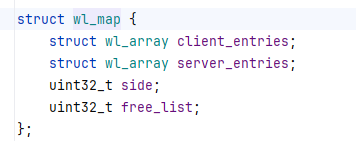 struct wl_map {
    struct wl_array client_entries;
    struct wl_array server_entries;
    uint32_t side;
    uint32_t free_list;
};